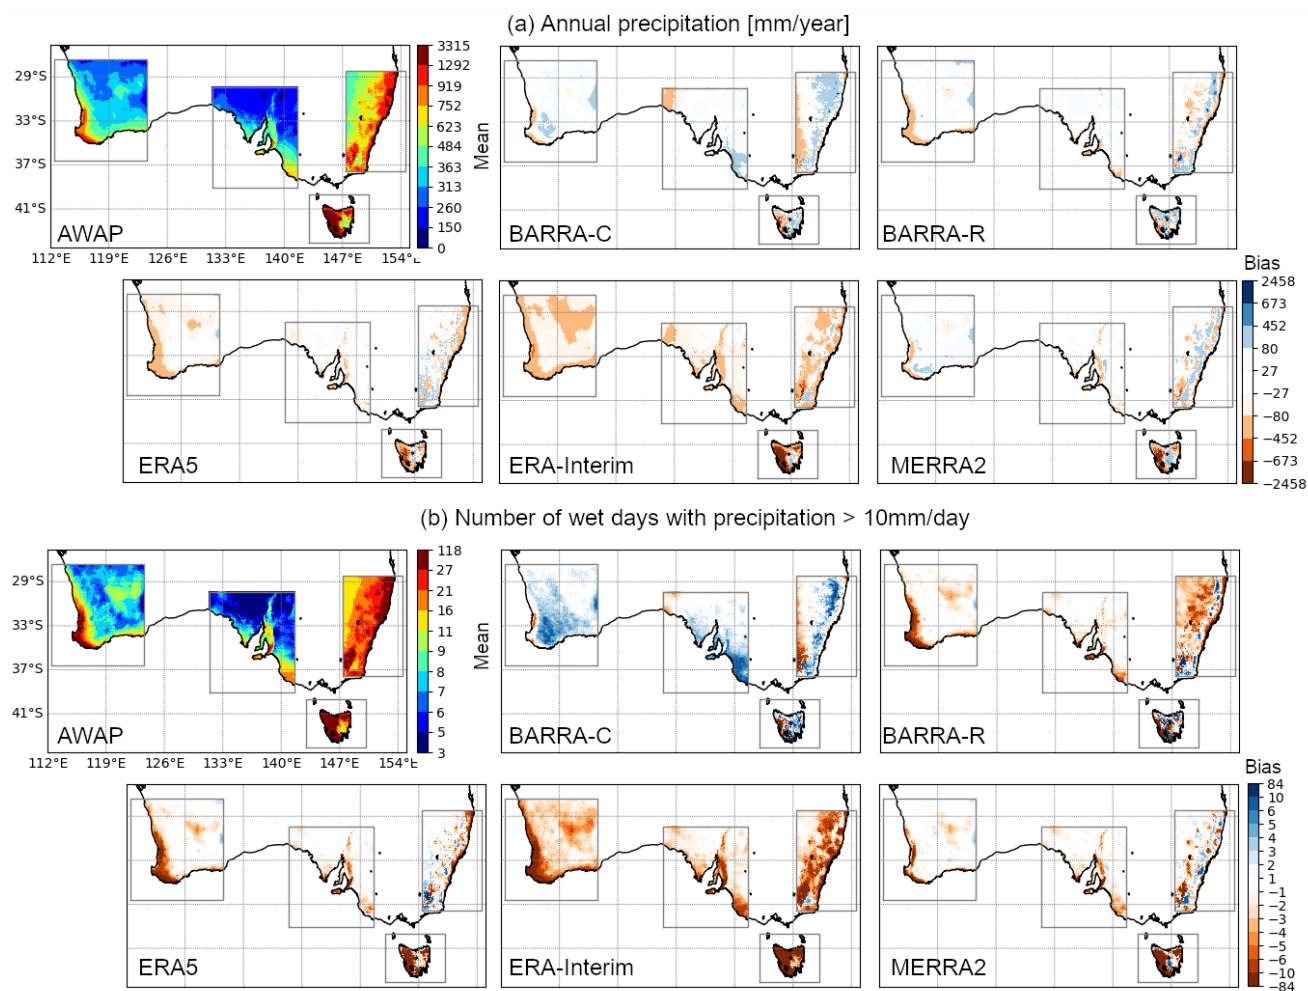 (a) Annual precipitation [mm/year]
3315
1292
919
752
623
484
363
313
260
150
0
Mean
29°S
33°S
37°S
41°S
AWAP
BARRA-C
BARRA-R
112°E 119°E 126°E 133°E 140°E 147°E 154°E
Bias
2458
673
452
80
27
−27
−80
−452
−673
−2458
ERA5
ERA-Interim
MERRA2
(b) Number of wet days with precipitation > 10mm/day
118
27
21
16
11
9
8
7
6
5
3
Mean
29°S
33°S
37°S
41°S
AWAP
BARRA-C
BARRA-R
112°E 119°E 126°E 133°E 140°E 147°E 154°E
Bias
84
10
6
5
4
3
2
1
−1
−2
−3
−4
−5
−6
−10
−84
ERA5
ERA-Interim
MERRA2